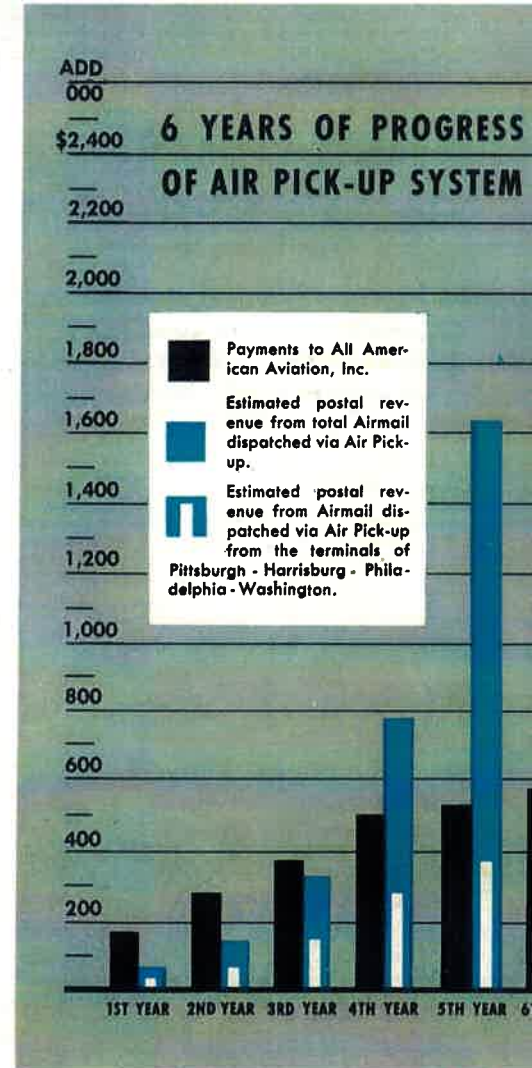 ADD
000
$2,400
6 YEARS OF PROGRESS
OF AIR PICK-UP SYSTEM
2,200
2,000
1,800
Payments to All Amer-
ican Aviation, Inc.
Estimated postal rev-
enue from total Airmail
dispatched via Air Pick-
up.
Estimated postal rev-
enue from Airmail dis-
patched via Air Pick-up
from the terminals of
Pittsburgh - Harrisburg - Phila-
delphia - Washington.
1,600
1,400
1,200
1,000
800
600
400
200
1ST YEAR 2ND YEAR 3RD YEAR 4TH YEAR 5TH YEAR 6